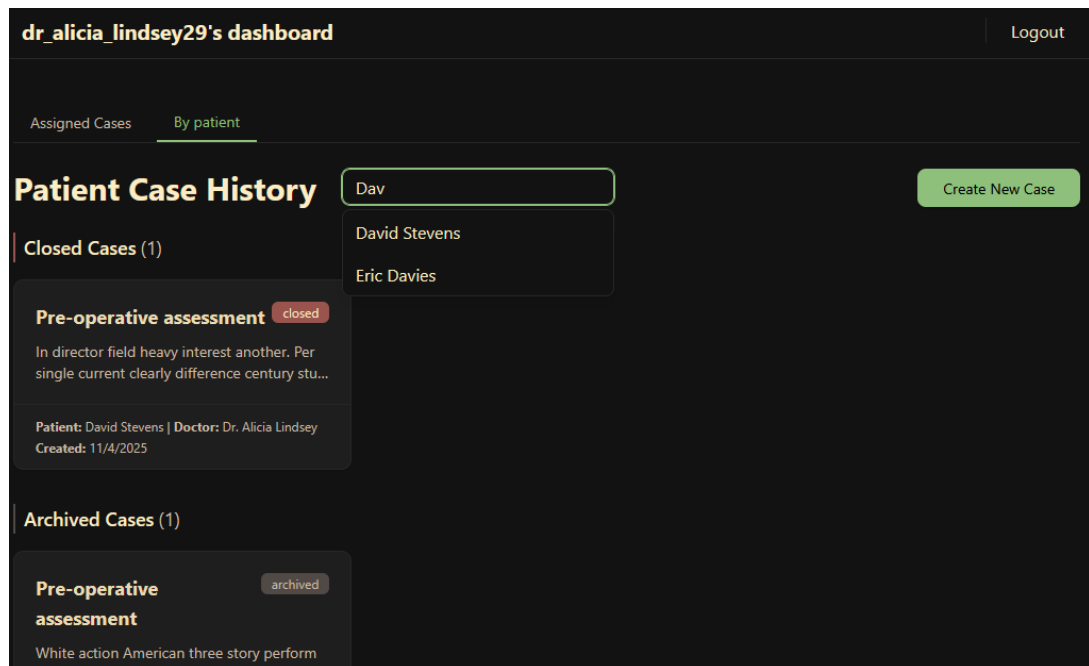 dr_alicia_lindsey29's dashboard
Logout
Assigned Cases
By patient
Patient Case History
Dav
Create New Case
David Stevens
Eric Davies
Closed Cases (1)
Pre-operative assessment
closed
In director field heavy interest another. Per
single current clearly difference century stu...
Patient: David Stevens | Doctor: Dr. Alicia Lindsey
Created: 11/4/2025
Archived Cases (1)
Pre-operative
assessment
archived
White action American three story perform